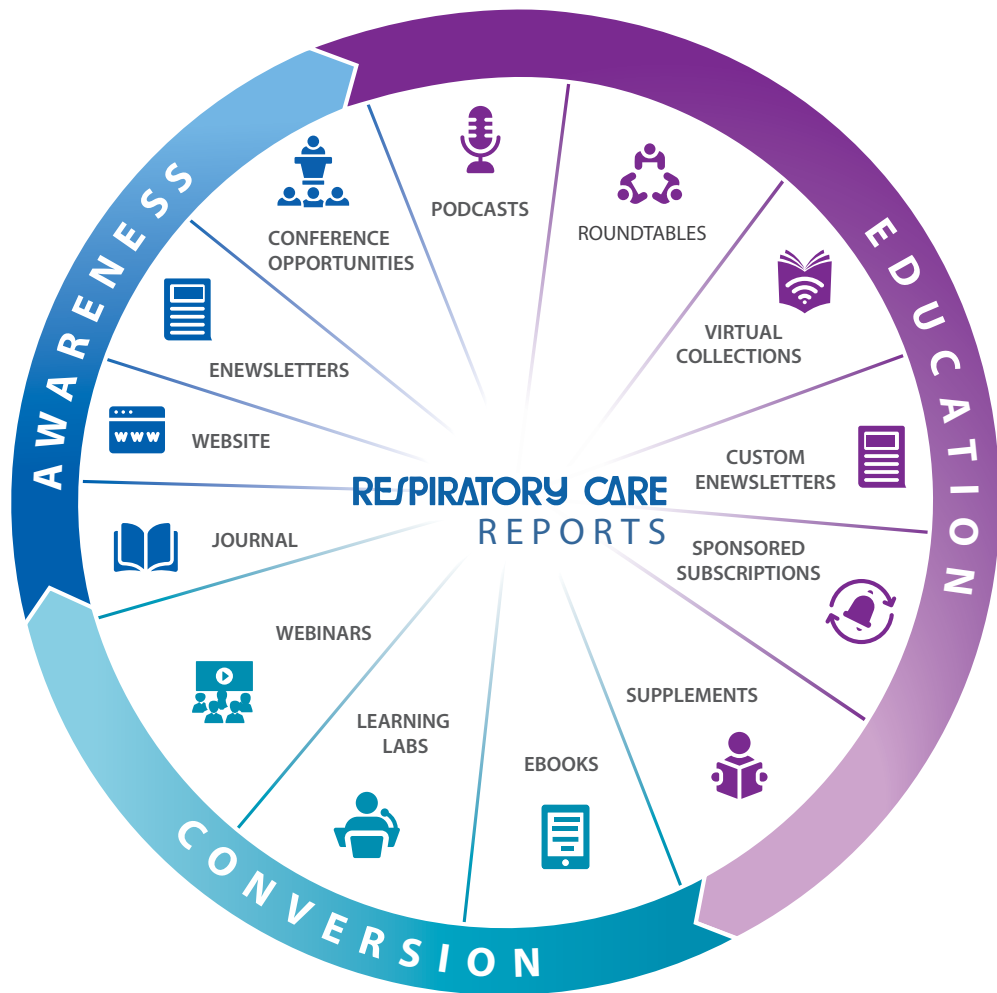 AWARENESS
EDUCATION
CONVERSION
PODCASTS
ROUNDTABLES
VIRTUAL
COLLECTIONS
CUSTOM
ENEWSLETTERS
SPONSORED
SUBSCRIPTIONS
SUPPLEMENTS
EBOOKS
LEARNING
LABS
WEBINARS
JOURNAL
WEBSITE
www
ENEWSLETTERS
CONFERENCE
OPPORTUNITIES
RESPIRATORY CARE
REPORTS